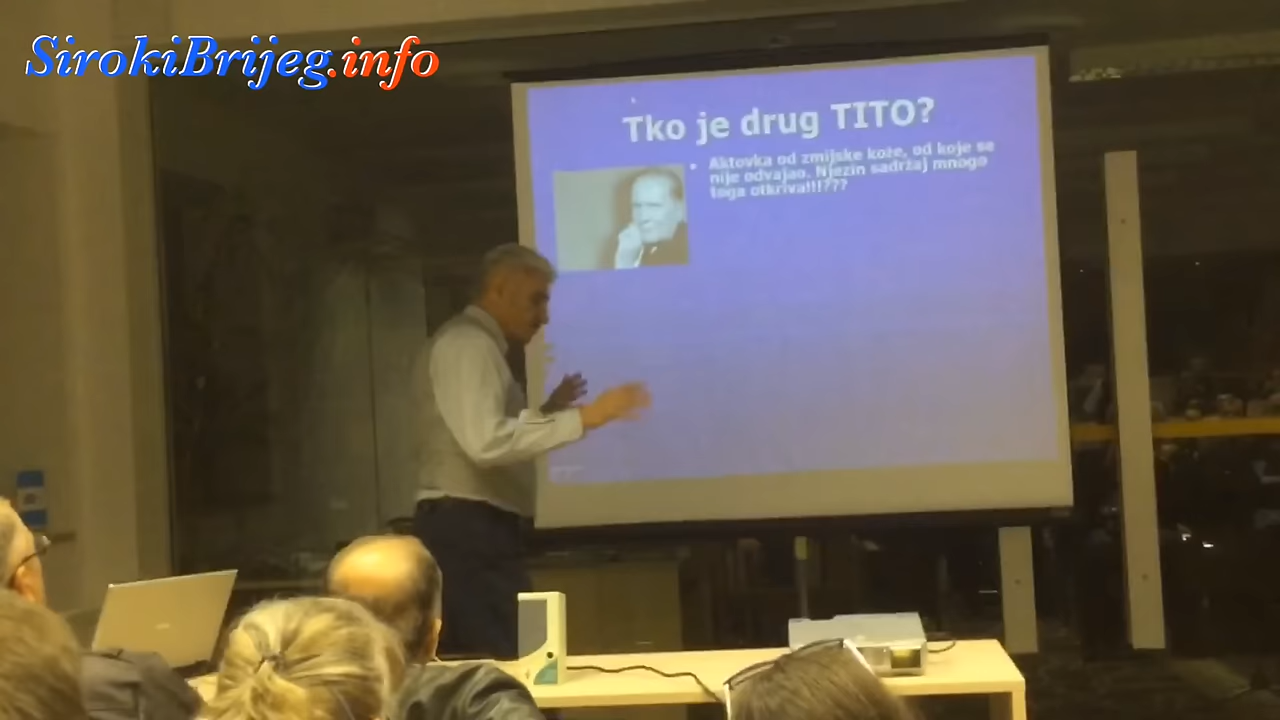 SirokiBrijeg.info
Tko je drug TITO?
Aktovka od zmijske kože, od koje se
nije odvajao. Njezin sadržaj mnogo
toga otkriva!!!???